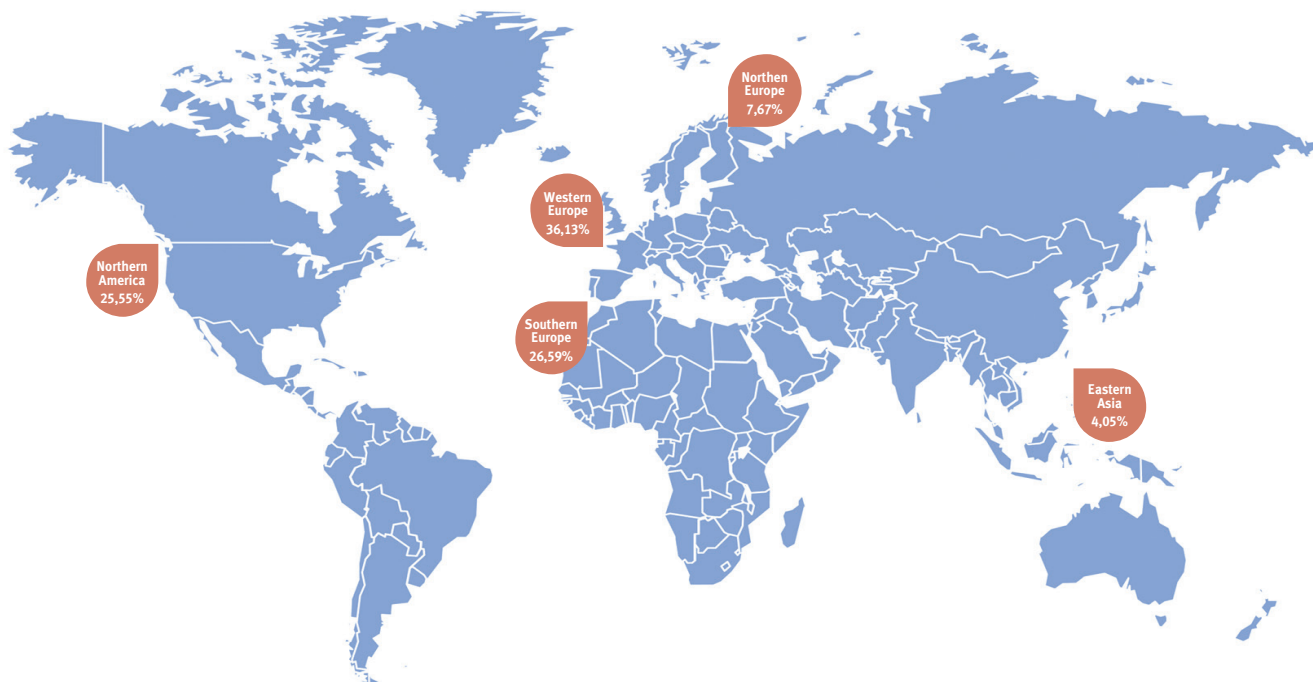 Northen
Europe
7,67%
Western
Europe
36,13%
Northern
America
25,55%
Southern
Europe
26,59%
Eastern
Asia
4,05%